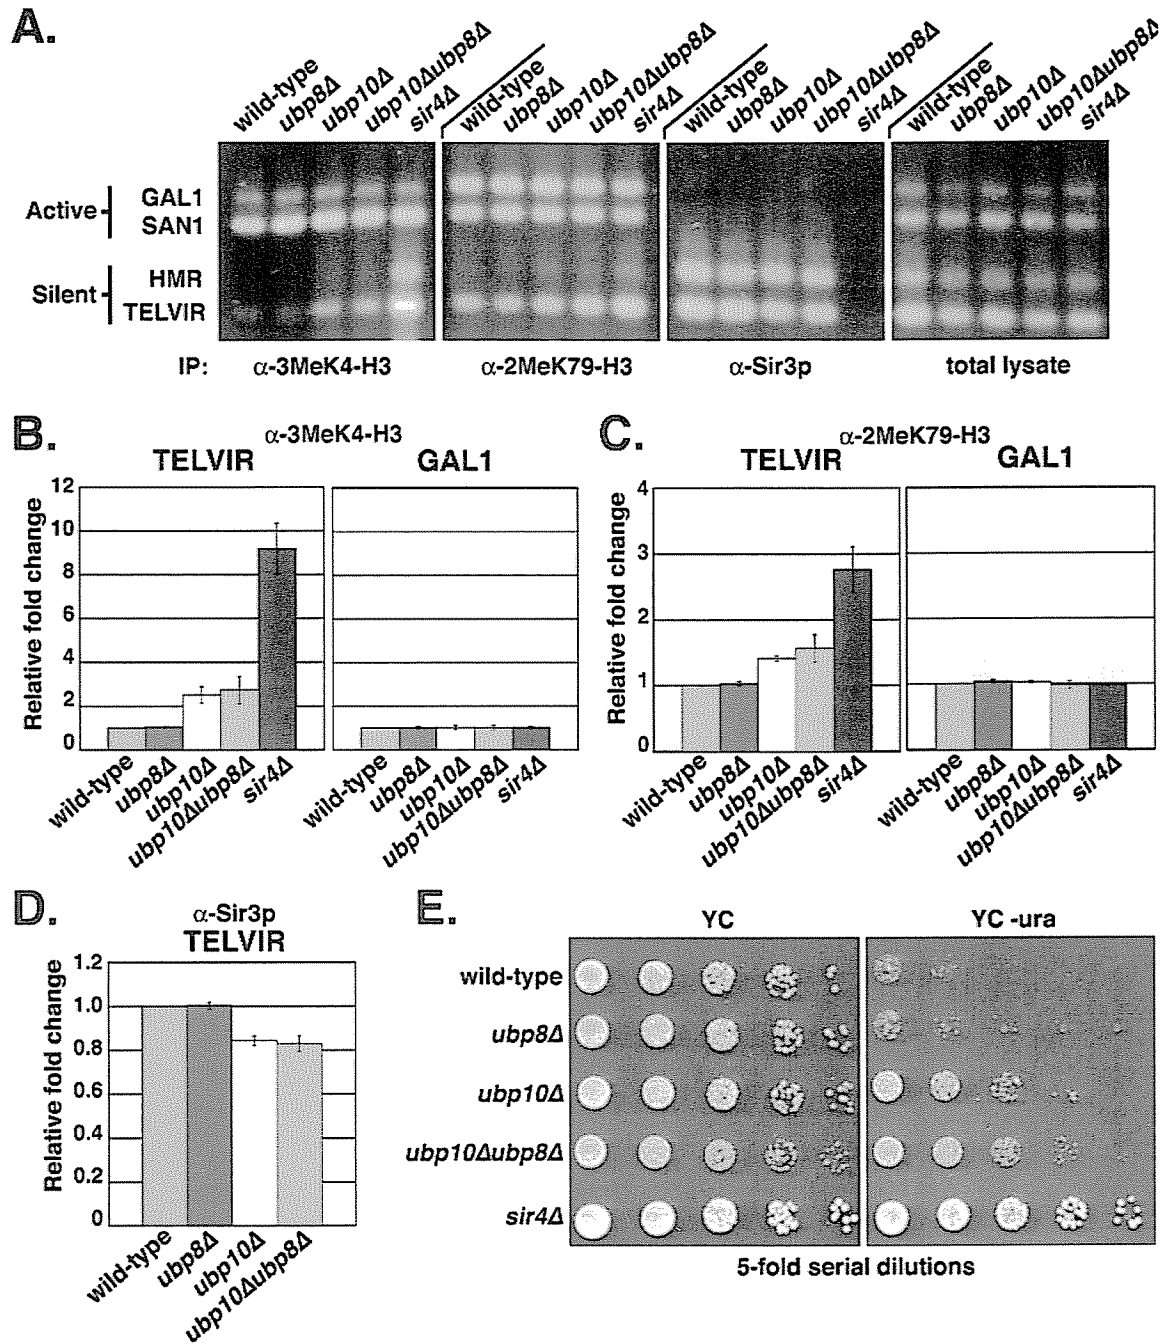 A.
wild-type ubp8Δ ubp10Δ ubp10Δubp8Δ sir4Δ wild-type ubp8Δ ubp10Δ ubp10Δubp8Δ sir4Δ wild-type ubp8Δ ubp10Δ ubp10Δubp8Δ sir4Δ wild-type ubp8Δ ubp10Δ ubp10Δubp8Δ sir4Δ
Active
GAL1
SAN1
Silent
HMR
TELVIR
IP: α-3MeK4-H3 α-2MeK79-H3 α-Sir3p total lysate
B.
α-3MeK4-H3
TELVIR GAL1
Relative fold change
12
10
8
6
4
2
0
wild-type ubp8Δ ubp10Δ ubp10Δubp8Δ sir4Δ wild-type ubp8Δ ubp10Δ ubp10Δubp8Δ sir4Δ
C.
α-2MeK79-H3
TELVIR GAL1
Relative fold change
4
3
2
1
0
wild-type ubp8Δ ubp10Δ ubp10Δubp8Δ sir4Δ wild-type ubp8Δ ubp10Δ ubp10Δubp8Δ sir4Δ
D.
α-Sir3p
TELVIR
Relative fold change
1.2
1.0
0.8
0.6
0.4
0.2
0
wild-type ubp8Δ ubp10Δ ubp10Δubp8Δ
E.
YC YC -ura
wild-type
ubp8Δ
ubp10Δ
ubp10Δubp8Δ
sir4Δ
5-fold serial dilutions